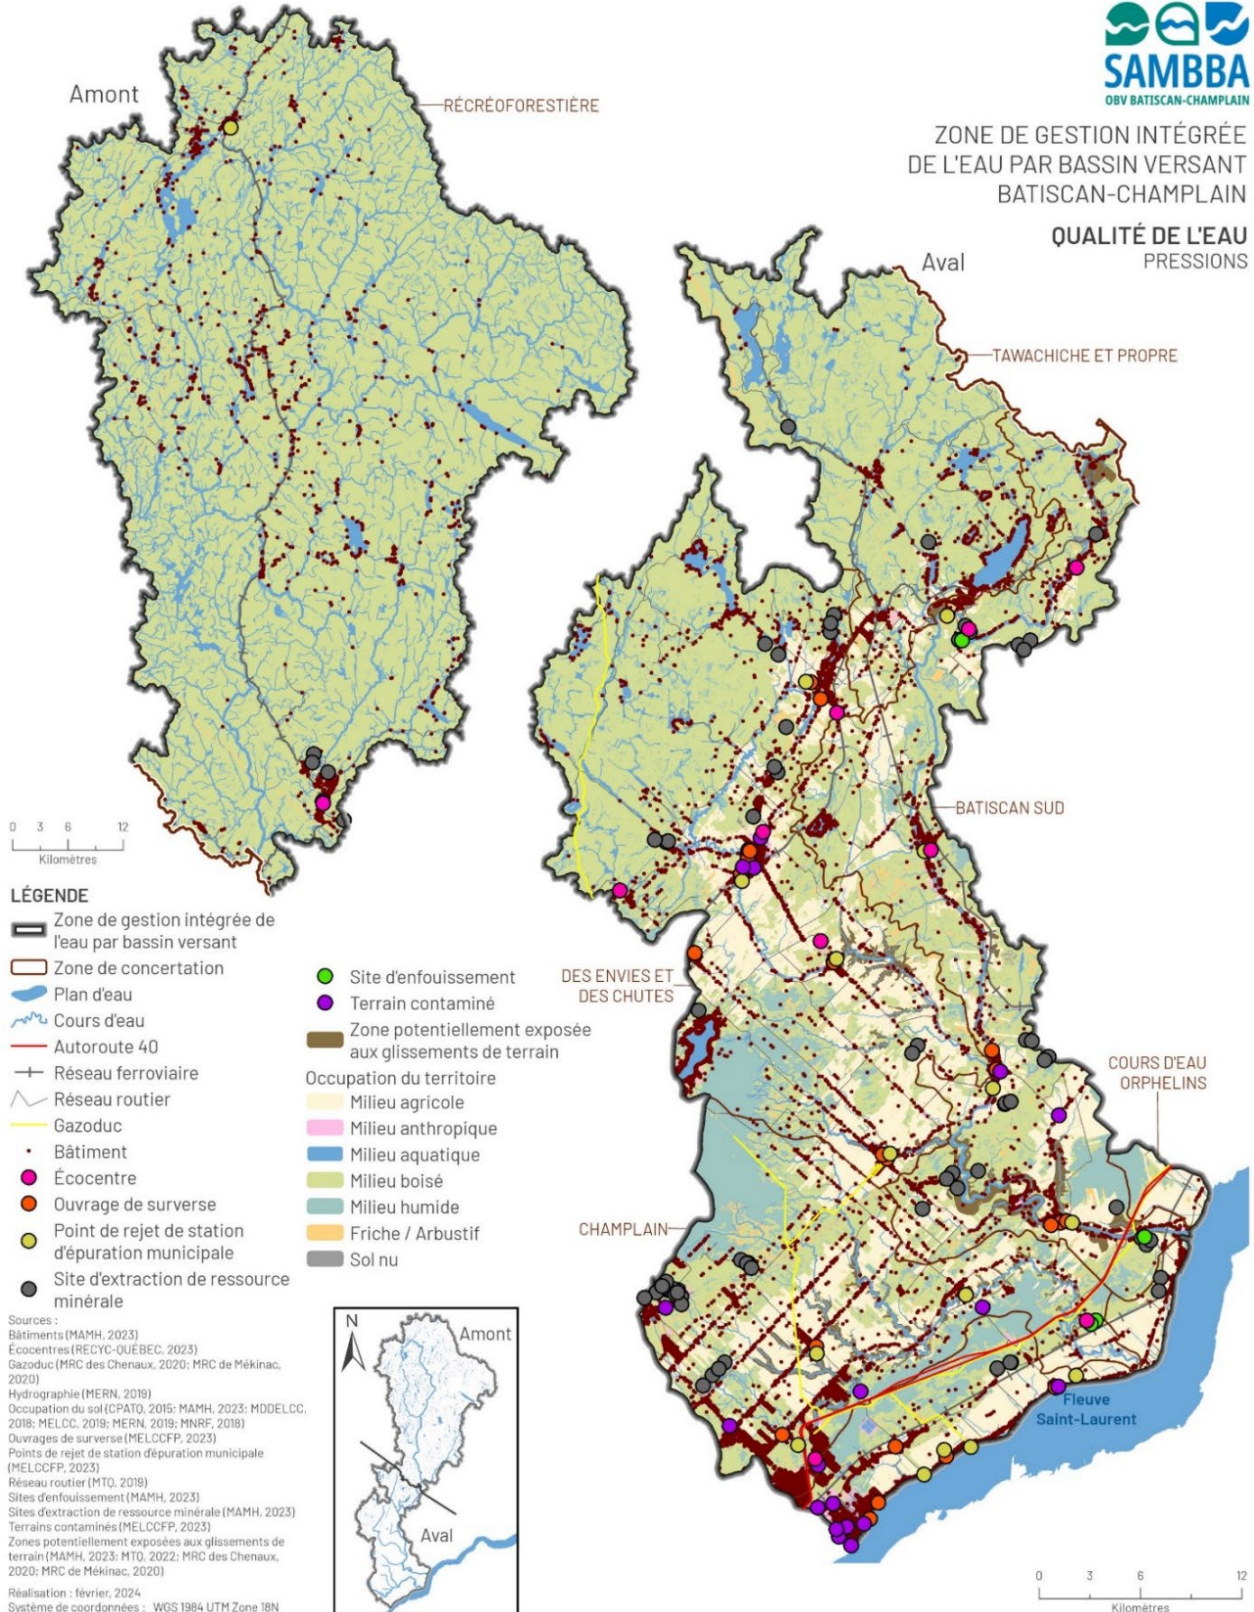 SAMBBA
OBV BATISCAN-CHAMPLAIN
ZONE DE GESTION INTÉGRÉE
DE L'EAU PAR BASSIN VERSANT
BATISCAN-CHAMPLAIN
QUALITÉ DE L'EAU
PRESSIONS
Amont
RÉCRÉOFORESTIÈRE
Aval
TAWACHICHE ET PROPRE
BATISCAN SUD
DES ENVIES ET
DES CHUTES
COURS D'EAU
ORPHELINS
CHAMPLAIN
Fleuve
Saint-Laurent
0 3 6 12
Kilomètres
LÉGENDE
Zone de gestion intégrée de
l'eau par bassin versant
Zone de concertation
Plan d'eau
Cours d'eau
Autoroute 40
Réseau ferroviaire
Réseau routier
Gazoduc
Bâtiment
Écocentre
Ouvrage de surverse
Point de rejet de station
d'épuration municipale
Site d'extraction de ressource
minérale
Site d'enfouissement
Terrain contaminé
Zone potentiellement exposée
aux glissements de terrain
Occupation du territoire
Milieu agricole
Milieu anthropique
Milieu aquatique
Milieu boisé
Milieu humide
Friche / Arbustif
Sol nu
Sources :
Bâtiments (MAMH, 2023)
Écocentres (RECYC-QUÉBEC, 2023)
Gazoduc (MRC des Chenaux, 2020; MRC de Mékinac,
2020)
Hydrographie (MERN, 2019)
Occupation du sol (CPATQ, 2015; MAMH, 2023; MDDELCC,
2018; MELCC, 2019; MERN, 2019; MNRF, 2018)
Ouvrages de surverse (MELCCFP, 2023)
Points de rejet de station d'épuration municipale
(MELCCFP, 2023)
Réseau routier (MTQ, 2019)
Sites d'enfouissement (MAMH, 2023)
Sites d'extraction de ressource minérale (MAMH, 2023)
Terrains contaminés (MELCCFP, 2023)
Zones potentiellement exposées aux glissements de
terrain (MAMH, 2023; MTQ, 2022; MRC des Chenaux,
2020; MRC de Mékinac, 2020)
Réalisation : février, 2024
Système de coordonnées : WGS 1984 UTM Zone 18N
N
Amont
Aval
0 3 6 12
Kilomètres